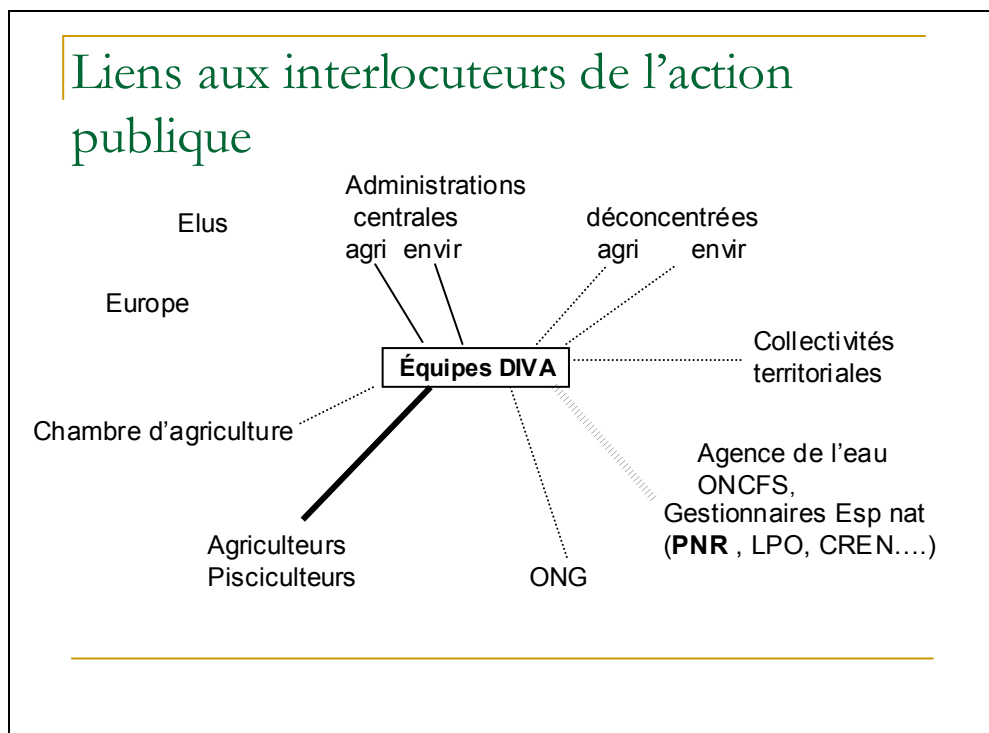 Liens aux interlocuteurs de l’action
publique
Administrations
Elus
centrales
déconcentrées
agri envir
agri envir
Europe
Équipes DIVA
Collectivités
territoriales
Chambre d’agriculture
Agence de l’eau
ONCFS,
Gestionnaires Esp nat
(PNR , LPO, CREN….)
Agriculteurs
Pisciculteurs
ONG